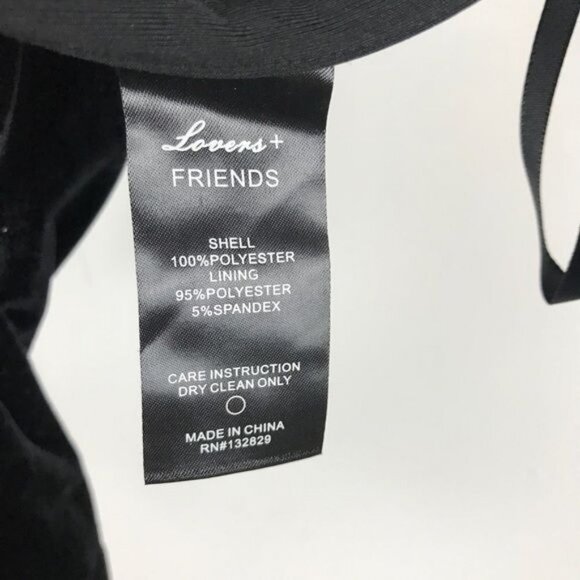 Lovers +
FRIENDS
SHELL
100%POLYESTER
LINING
95%POLYESTER
5%SPANDEX
CARE INSTRUCTION
DRY CLEAN ONLY
MADE IN CHINA
RN#132829